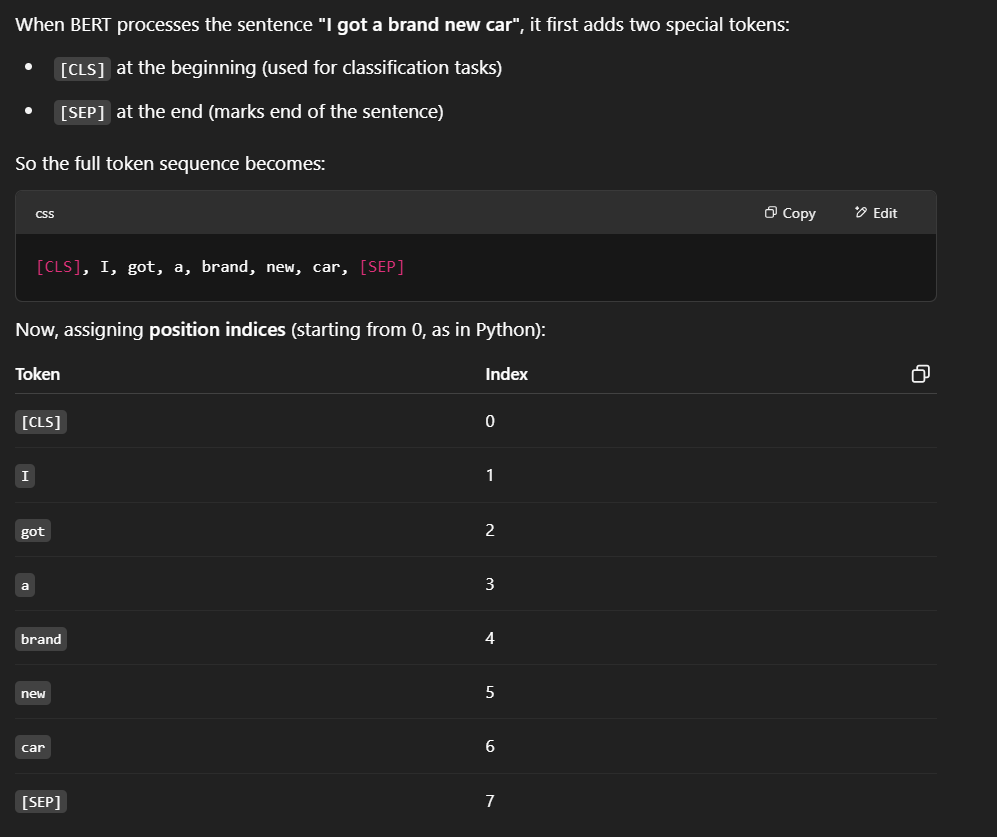 When BERT processes the sentence "I got a brand new car", it first adds two special tokens:
• [CLS] at the beginning (used for classification tasks)
• [SEP] at the end (marks end of the sentence)
So the full token sequence becomes:
css Copy Edit
[CLS], I, got, a, brand, new, car, [SEP]
Now, assigning position indices (starting from 0, as in Python):
Token Index
[CLS] 0
I 1
got 2
a 3
brand 4
new 5
car 6
[SEP] 7